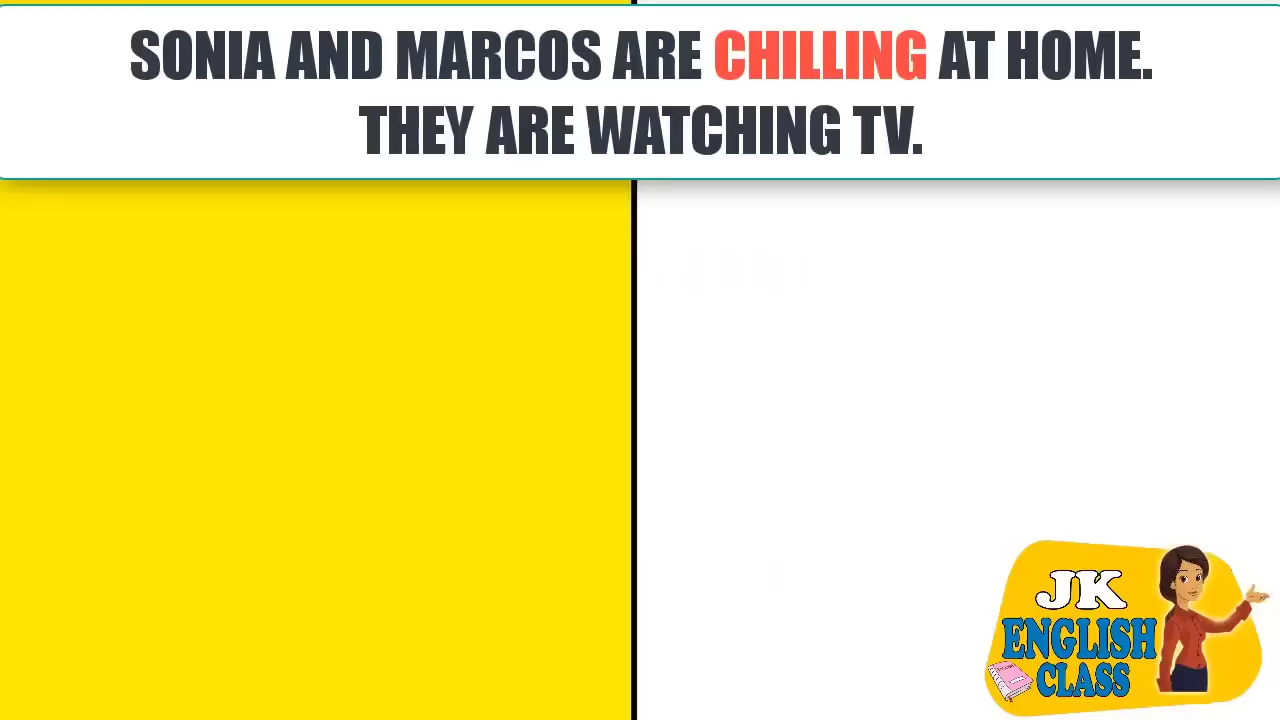 SONIA AND MARCOS ARE CHILLING AT HOME.
THEY ARE WATCHING TV.
JK
ENGLISH
CLASS